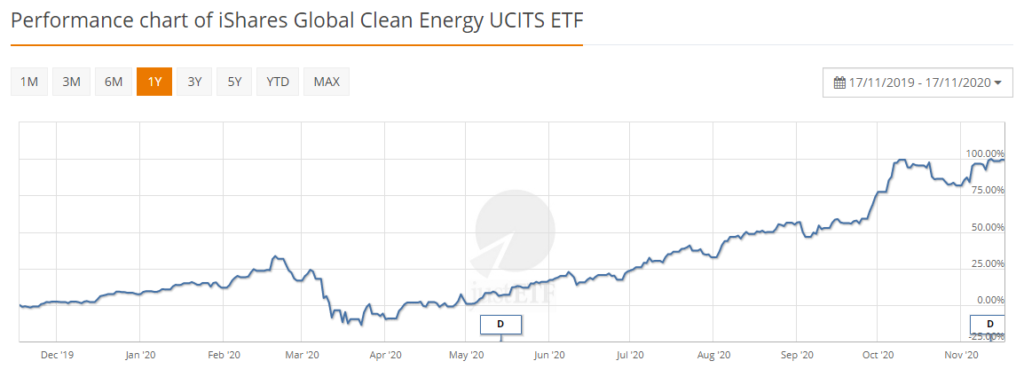 Performance chart of iShares Global Clean Energy UCITS ETF
1M 3M 6M 1Y 3Y 5Y YTD MAX 17/11/2019 - 17/11/2020
100.00%
75.00%
50.00%
25.00%
0.00%
-25.00%
justETF
D D
Dec '19 Jan '20 Feb '20 Mar '20 Apr '20 May '20 Jun '20 Jul '20 Aug '20 Sep '20 Oct '20 Nov '20